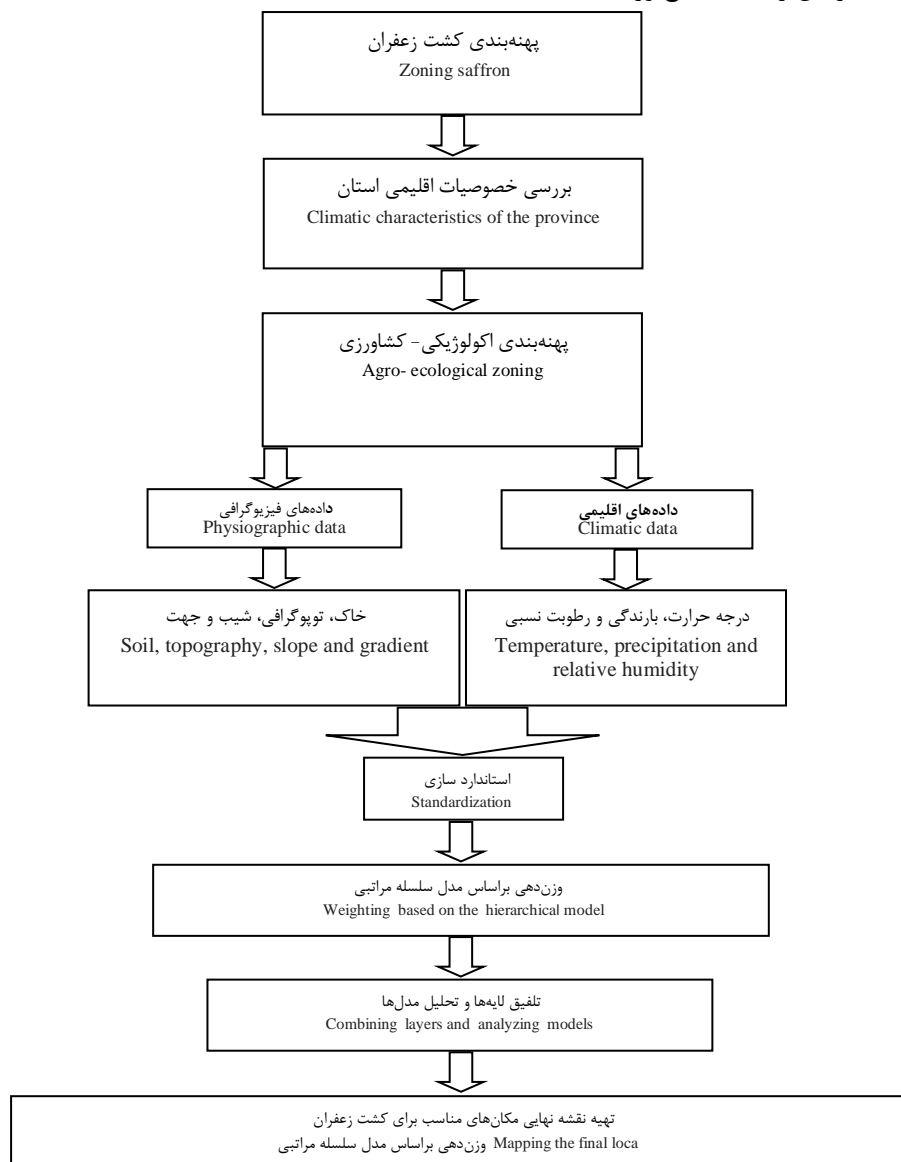 پهنه‌بندی کشت زعفران
Zoning saffron
بررسی خصوصیات اقلیمی استان
Climatic characteristics of the province
پهنه‌بندی اکولوژیکی- کشاورزی
Agro- ecological zoning
داده‌های فیزیوگرافی
Physiographic data
داده‌های اقلیمی
Climatic data
خاک، توپوگرافی، شیب و جهت
Soil, topography, slope and gradient
درجه حرارت، بارندگی و رطوبت نسبی
Temperature, precipitation and
relative humidity
استاندارد سازی
Standardization
وزن‌دهی براساس مدل سلسله مراتبی
Weighting based on the hierarchical model
تلفیق لایه‌ها و تحلیل مدل‌ها
Combining layers and analyzing models
تهیه نقشه نهایی مکان‌های مناسب برای کشت زعفران
وزن‌دهی براساس مدل سلسله مراتبی Mapping the final loca